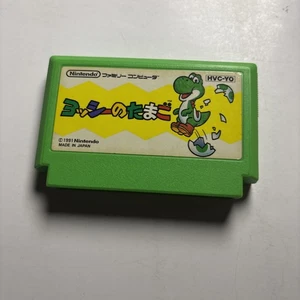 Nintendo ファミリー コンピュータ
HVC-YO
ヨッシーのたまご
©1991 Nintendo
MADE IN JAPAN